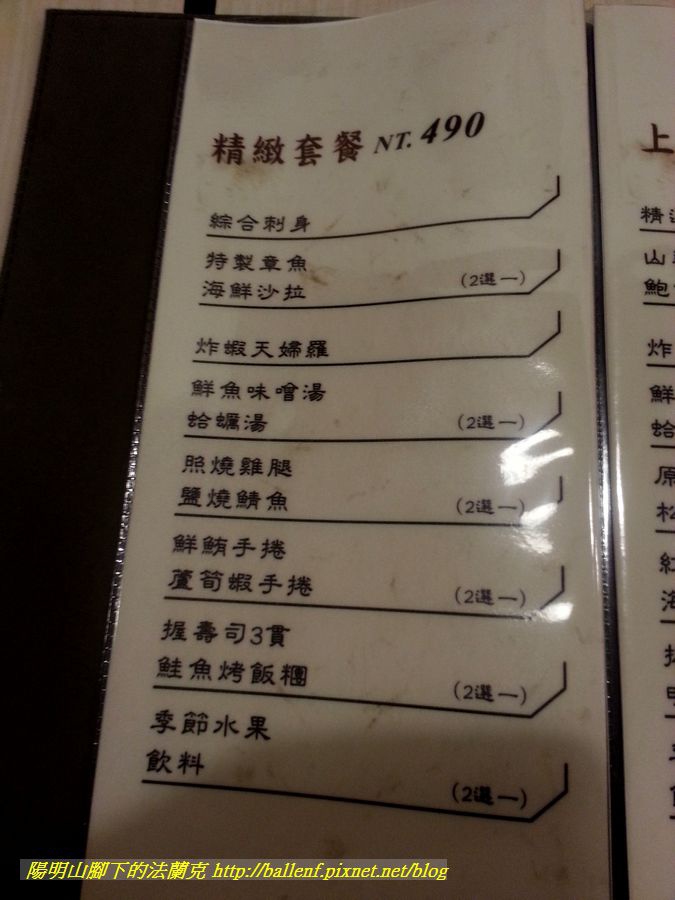 精緻套餐 NT. 490
綜合刺身
特製章魚
海鮮沙拉 (2選一)
炸蝦天婦羅
鮮魚味噌湯
蛤蠣湯 (2選一)
照燒雞腿
鹽燒鯖魚 (2選一)
鮮鮪手捲
蘆筍蝦手捲 (2選一)
握壽司3貫
鮭魚烤飯糰 (2選一)
季節水果
飲料 (2選一)
上
精
山
鮑
炸
鮮
蛤
原
松
紅
海
陽明山腳下的法蘭克 http://ballenf.pixnet.net/blog